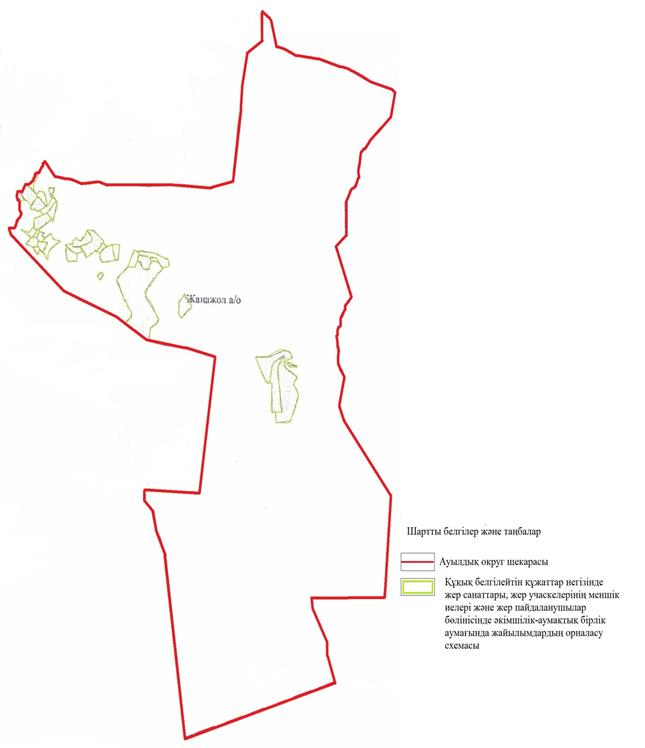 Жанажол а/о
Шартты белгілер және таңбалар
Ауылдық округ шекарасы
Құқық белгілейтін құжаттар негізінде
жер санаттары, жер учаскелерінің меншік
иелері және жер пайдаланушылар
бөлінісінде әкімшілік-аумақтық бірлік
аумағында жайылымдардың орналасу
схемасы